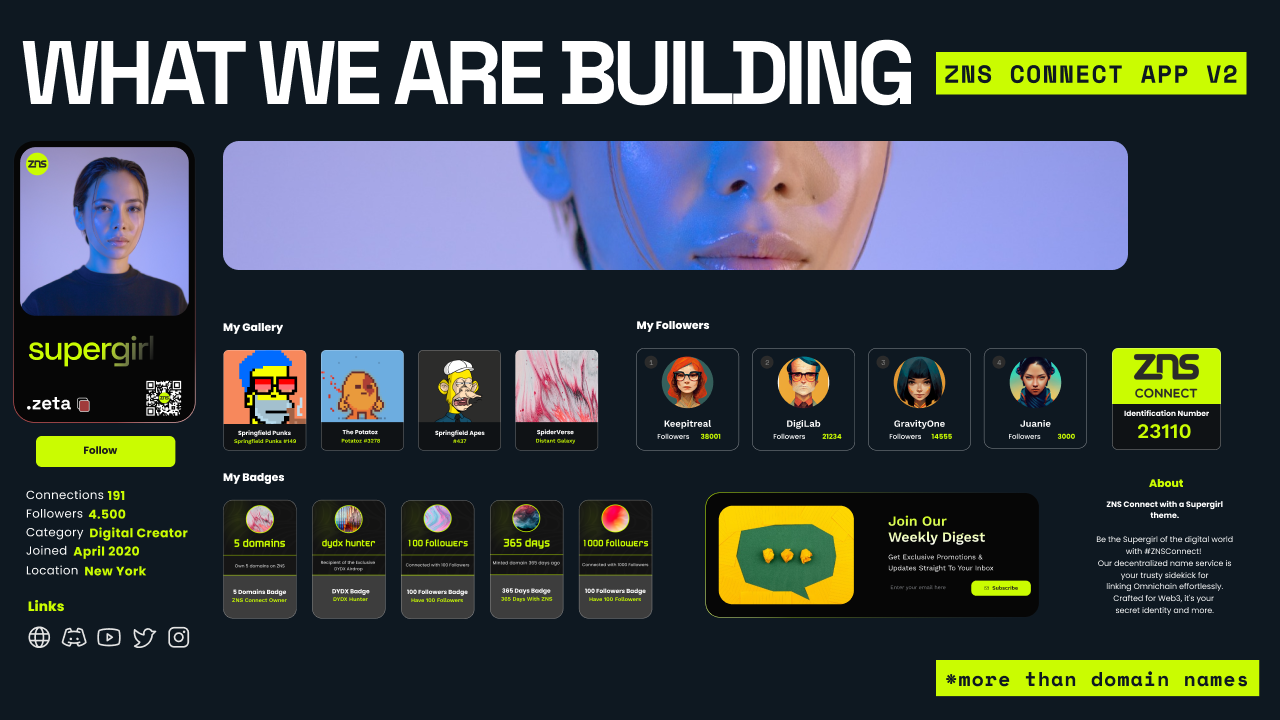 WHAT WE ARE BUILDING
ZNS CONNECT APP V2
ZNS
supergirl
.zeta
Follow
Connections 191
Followers 4.500
Category Digital Creator
Joined April 2020
Location New York
Links
My Gallery
Springfield Punks
Springfield Punks #149
The Potatoz
Potatoz #3278
Springfield Apes
#437
SpiderVerse
Distant Galaxy
My Followers
1
Keepitreal
Followers 38001
2
DigiLab
Followers 21234
3
GravityOne
Followers 14555
4
Juanie
Followers 3000
ZNS
CONNECT
Identification Number
23110
My Badges
5 domains
Own 5 domains on ZNS
5 Domains Badge
ZNS Connect Owner
dydx hunter
Recipient of the Exclusive
DYDX Airdrop
DYDX Badge
DYDX Hunter
100 followers
Connected with 100 Followers
100 Followers Badge
Have 100 Followers
365 days
Minted domain 365 days ago
365 Days Badge
365 Days With ZNS
1000 followers
Connected with 1000 Followers
100 Followers Badge
Have 100 Followers
Join Our
Weekly Digest
Get Exclusive Promotions &
Updates Straight To Your Inbox
Enter your email here
Subscribe
About
ZNS Connect with a Supergirl
theme.
Be the Supergirl of the digital world
with #ZNSConnect!
Our decentralized name service is
your trusty sidekick for
linking Omnichain effortlessly.
Crafted for Web3, it's your
secret identity and more.
*more than domain names